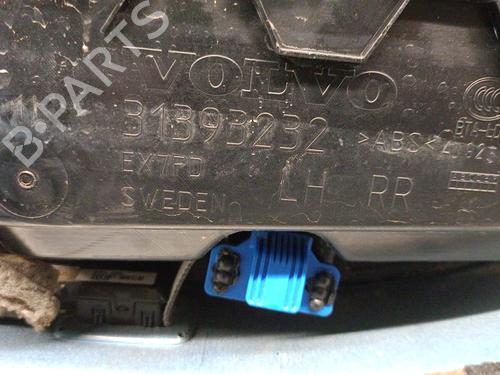 B-PARTS
VOLVO
31393232
>ABS<
EX7PD
SWEDEN LH RR